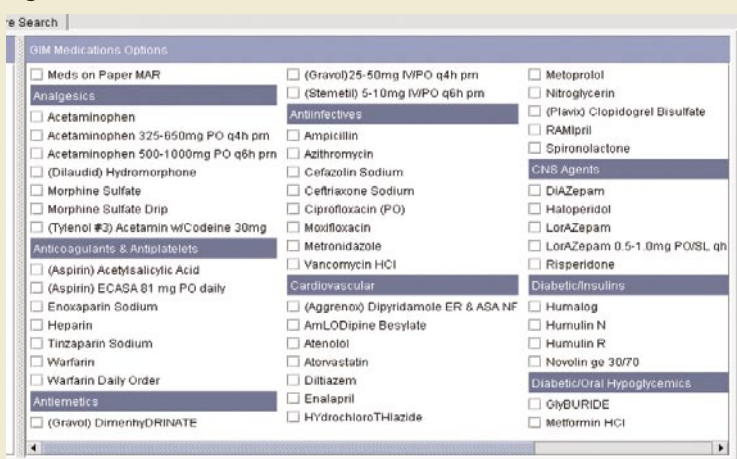 re Search
GIM Medications Options
Meds on Paper MAR
Analgesics
Acetaminophen
Acetaminophen 325-650mg PO q4h prn
Acetaminophen 500-1000mg PO q6h prn
(Dilaudid) Hydromorphone
Morphine Sulfate
Morphine Sulfate Drip
(Tylenol #3) Acetamin w/Codeine 30mg
Anticoagulants & Antiplatelets
(Aspirin) Acetylsalicylic Acid
(Aspirin) ECASA 81 mg PO daily
Enoxaparin Sodium
Heparin
Tinzaparin Sodium
Warfarin
Warfarin Daily Order
Antiemetics
(Gravol) DimenhyDRINATE
(Gravol)25-50mg IV/PO q4h prn
(Stemetil) 5-10mg IV/PO q6h prn
Antiinfectives
Ampicillin
Azithromycin
Cefazolin Sodium
Ceftriaxone Sodium
Ciprofloxacin (PO)
Moxifloxacin
Metronidazole
Vancomycin HCl
Cardiovascular
(Aggrenox) Dipyridamole ER & ASA NF
AmLODipine Besylate
Atenolol
Atorvastatin
Diltiazem
Enalapril
HYdrochloroTHIazide
Metoprolol
Nitroglycerin
(Plavix) Clopidogrel Bisulfate
RAMIpril
Spironolactone
CNS Agents
DiAZepam
Haloperidol
LorAZepam
LorAZepam 0.5-1.0mg PO/SL qh
Risperidone
Diabetic/Insulins
Humalog
Humulin N
Humulin R
Novolin ge 30/70
Diabetic/Oral Hypoglycemics
GlyBURIDE
Metformin HCl